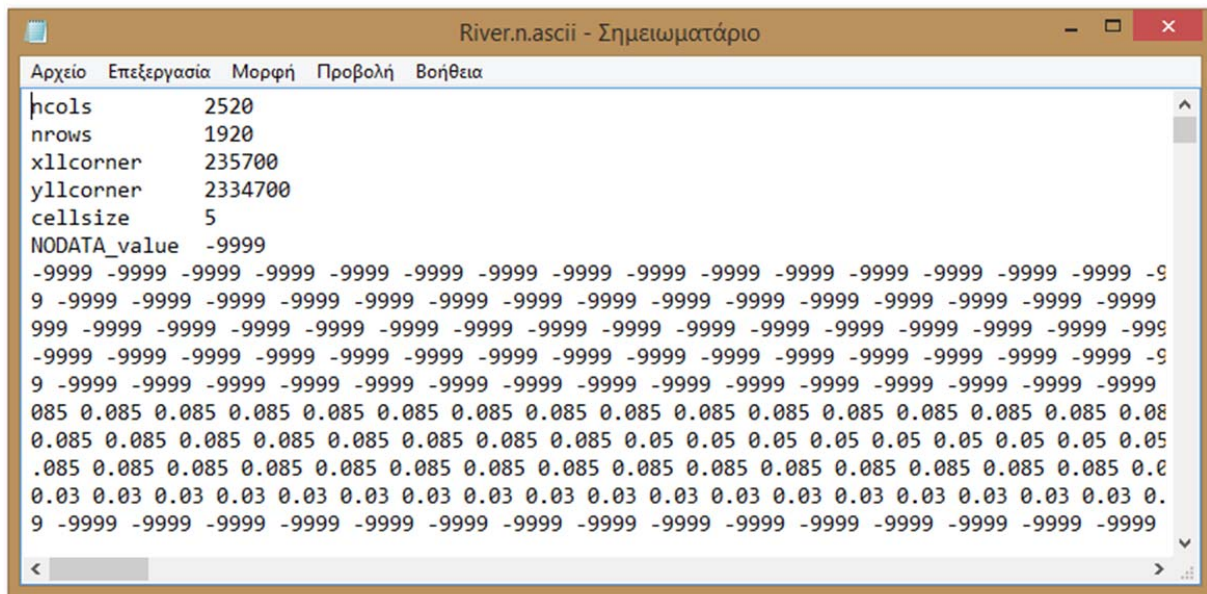 River.n.ascii - Σημειωματάριο
Αρχείο Επεξεργασία Μορφή Προβολή Βοήθεια
ncols 2520
nrows 1920
xllcorner 235700
yllcorner 2334700
cellsize 5
NODATA_value -9999
-9999 -9999 -9999 -9999 -9999 -9999 -9999 -9999 -9999 -9999 -9999 -9999 -9999 -9999 -9999 -9
9 -9999 -9999 -9999 -9999 -9999 -9999 -9999 -9999 -9999 -9999 -9999 -9999 -9999 -9999 -9999
999 -9999 -9999 -9999 -9999 -9999 -9999 -9999 -9999 -9999 -9999 -9999 -9999 -9999 -9999 -999
-9999 -9999 -9999 -9999 -9999 -9999 -9999 -9999 -9999 -9999 -9999 -9999 -9999 -9999 -9999 -9
9 -9999 -9999 -9999 -9999 -9999 -9999 -9999 -9999 -9999 -9999 -9999 -9999 -9999 -9999 -9999
085 0.085 0.085 0.085 0.085 0.085 0.085 0.085 0.085 0.085 0.085 0.085 0.085 0.085 0.085 0.08
0.085 0.085 0.085 0.085 0.085 0.085 0.085 0.085 0.05 0.05 0.05 0.05 0.05 0.05 0.05 0.05 0.05
.085 0.085 0.085 0.085 0.085 0.085 0.085 0.085 0.085 0.085 0.085 0.085 0.085 0.085 0.085 0.0
0.03 0.03 0.03 0.03 0.03 0.03 0.03 0.03 0.03 0.03 0.03 0.03 0.03 0.03 0.03 0.03 0.03 0.03 0.
9 -9999 -9999 -9999 -9999 -9999 -9999 -9999 -9999 -9999 -9999 -9999 -9999 -9999 -9999 -9999